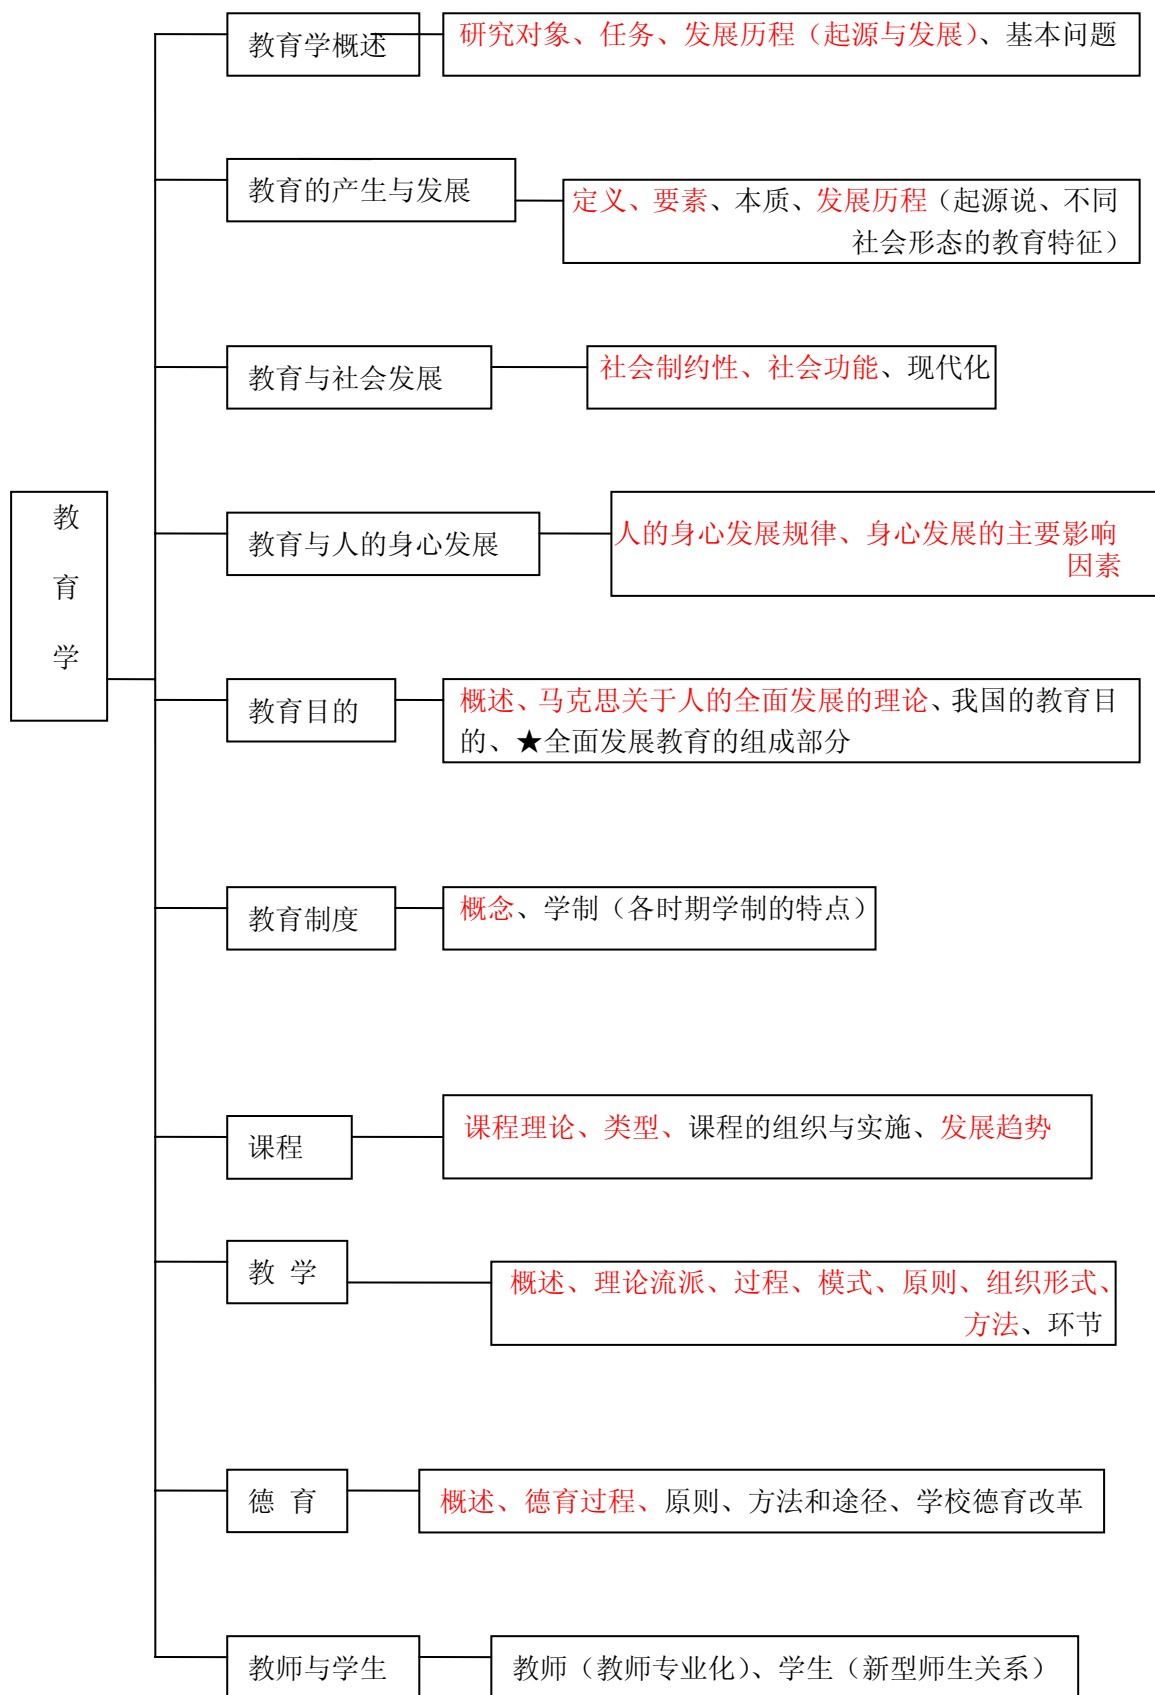 教育学概述
研究对象、任务、发展历程（起源与发展）、基本问题
教育的产生与发展
定义、要素、本质、发展历程（起源说、不同
社会形态的教育特征）
教育与社会发展
社会制约性、社会功能、现代化
教
育
学
教育与人的身心发展
人的身心发展规律、身心发展的主要影响
因素
教育目的
概述、马克思关于人的全面发展的理论、我国的教育目
的、★全面发展教育的组成部分
教育制度
概念、学制（各时期学制的特点）
课程
课程理论、类型、课程的组织与实施、发展趋势
教 学
概述、理论流派、过程、模式、原则、组织形式、
方法、环节
德 育
概述、德育过程、原则、方法和途径、学校德育改革
教师与学生
教师（教师专业化）、学生（新型师生关系）